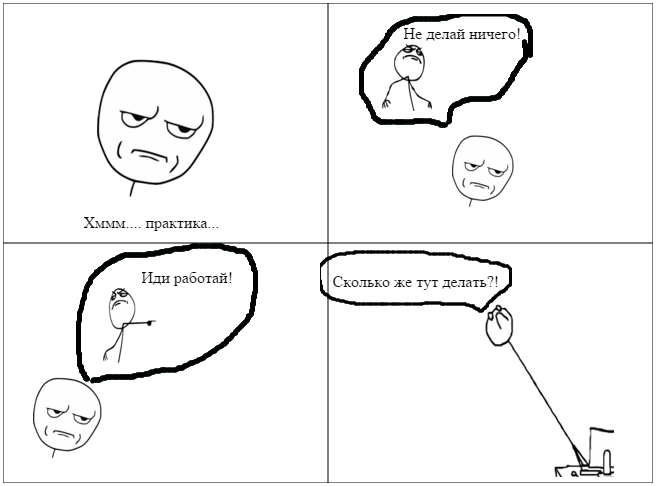 Хммм.... практика...
Не делай ничего!
Иди работай!
Сколько же тут делать?!